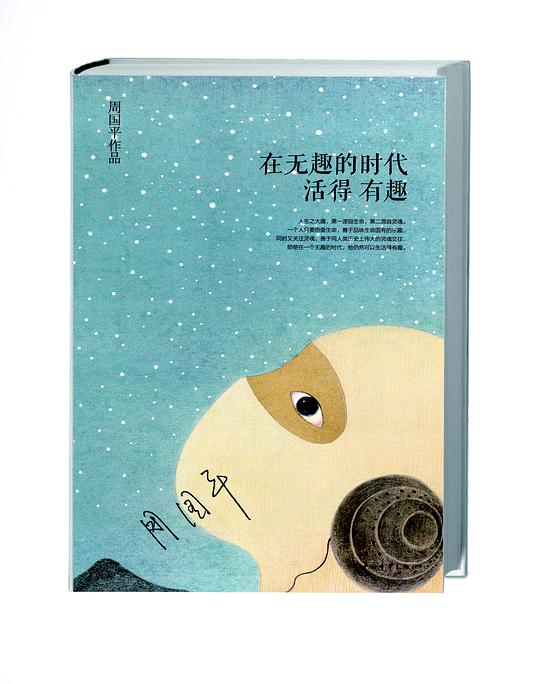 周国平作品
在无趣的时代
活得 有趣
人生之大趣，第一源自生命，第二源自灵魂。
一个人只要热爱生命，善于品味生命固有的乐趣，
同时又关注灵魂，善于同人类历史上伟大的灵魂交往，
即使在一个无趣的时代，他仍然可以生活得有趣。
周国平